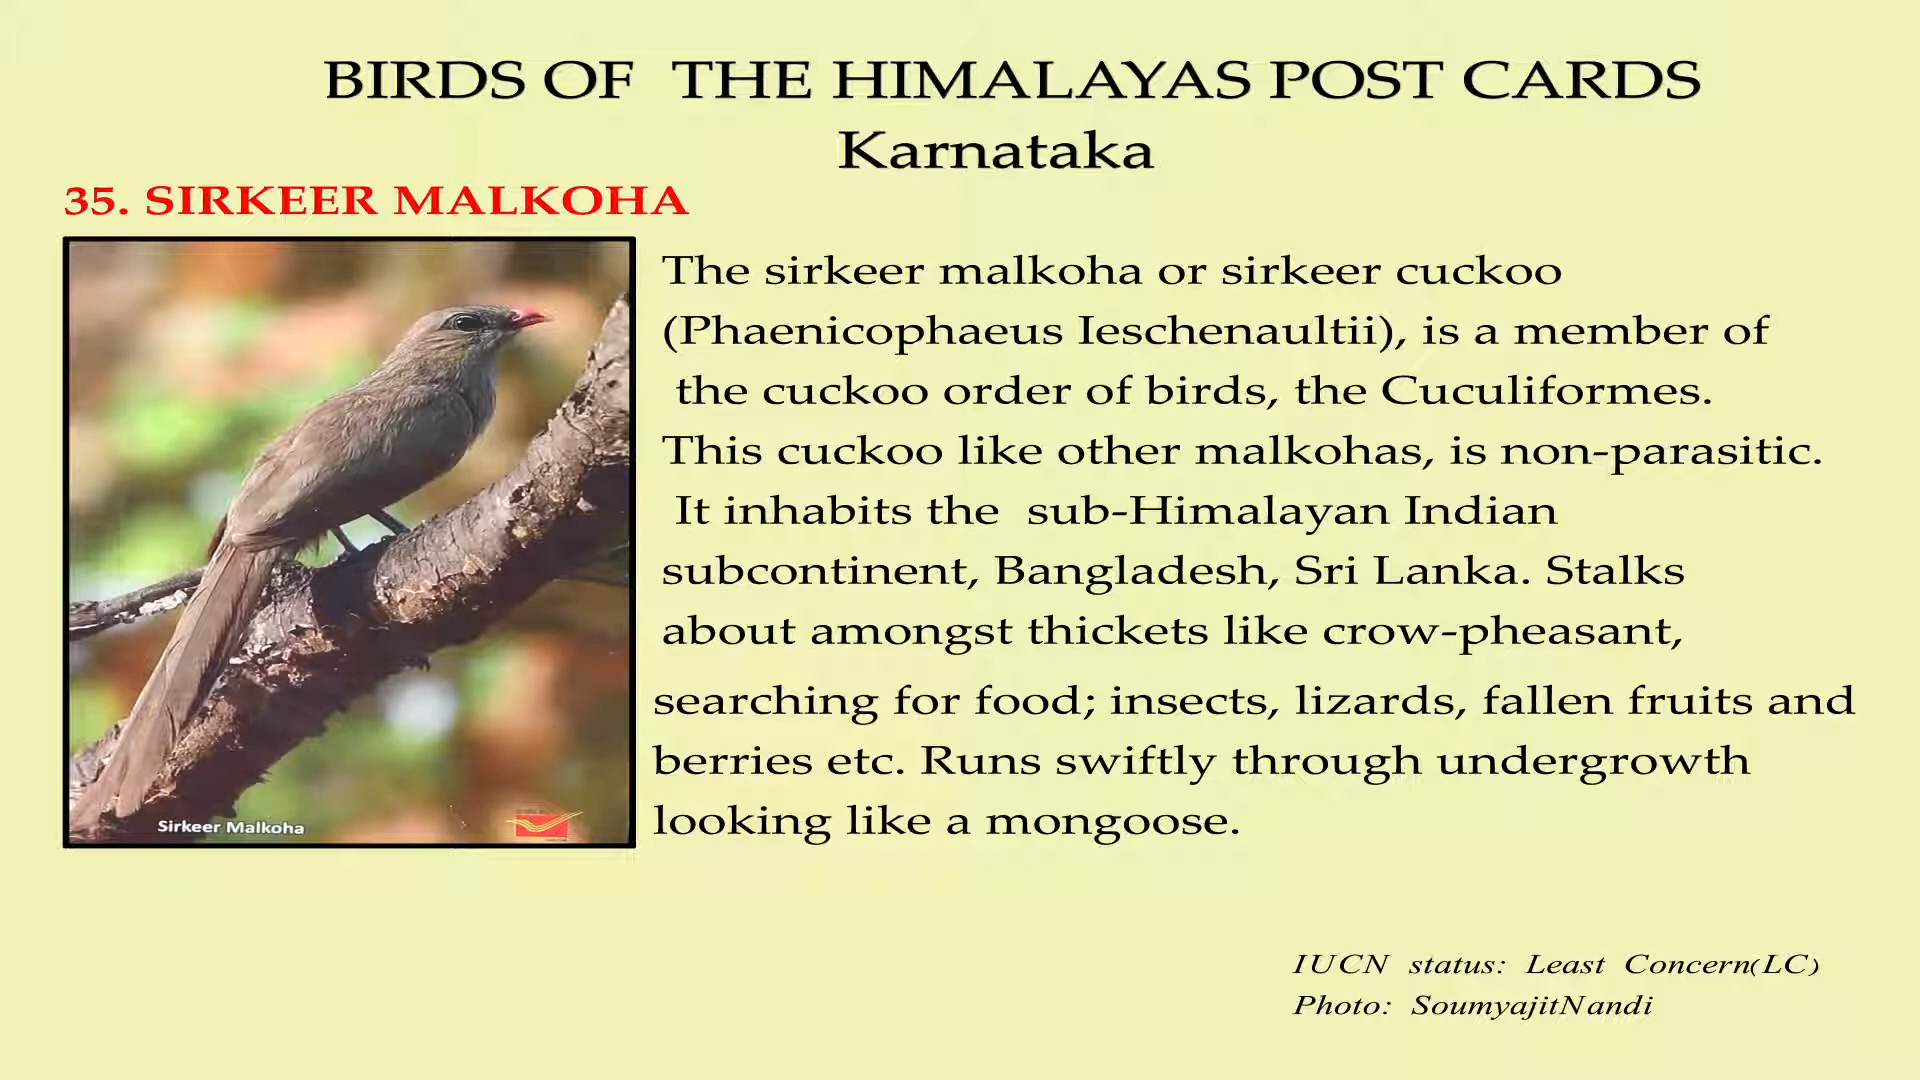 BIRDS OF THE HIMALAYAS POST CARDS
Karnataka
35. SIRKEER MALKOHA
The sirkeer malkoha or sirkeer cuckoo
(Phaenicophaeus Ieschenaultii), is a member of
the cuckoo order of birds, the Cuculiformes.
This cuckoo like other malkohas, is non-parasitic.
It inhabits the sub-Himalayan Indian
subcontinent, Bangladesh, Sri Lanka. Stalks
about amongst thickets like crow-pheasant,
searching for food; insects, lizards, fallen fruits and
berries etc. Runs swiftly through undergrowth
looking like a mongoose.
Sirkeer Malkoha
IUCN status: Least Concern(LC)
Photo: SoumyajitNandi